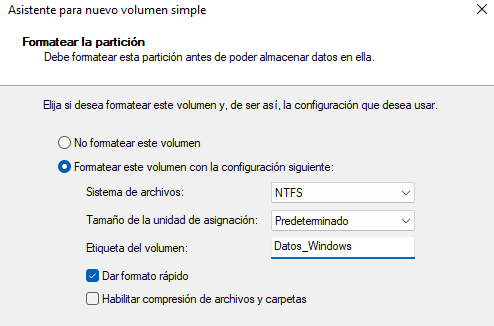 Asistente para nuevo volumen simple
Formatear la partición
Debe formatear esta partición antes de poder almacenar datos en ella.
Elija si desea formatear este volumen y, de ser así, la configuración que desea usar.
No formatear este volumen
Formatear este volumen con la configuración siguiente:
Sistema de archivos: NTFS
Tamaño de la unidad de asignación: Predeterminado
Etiqueta del volumen: Datos_Windows
Dar formato rápido
Habilitar compresión de archivos y carpetas